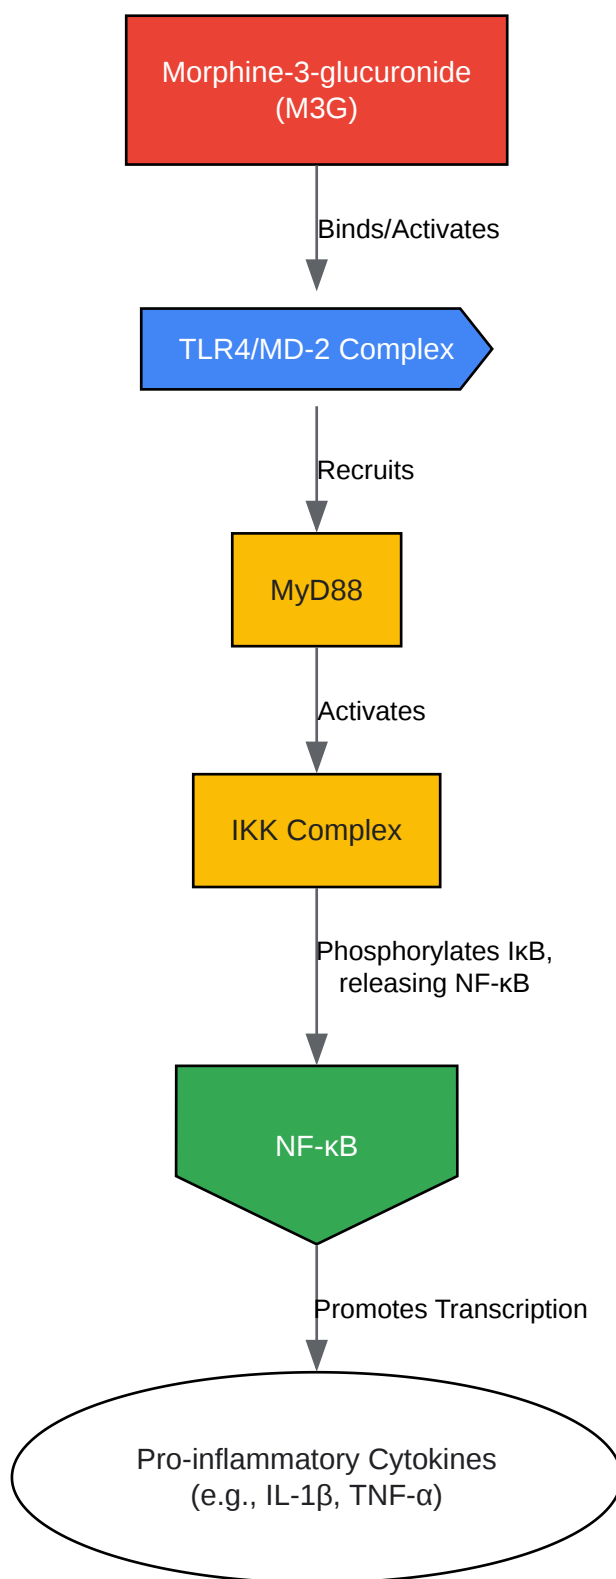 Morphine-3-glucuronide
(M3G)
Binds/Activates
TLR4/MD-2 Complex
Recruits
MyD88
Activates
IKK Complex
Phosphorylates IκB,
releasing NF-κB
NF-κB
Promotes Transcription
Pro-inflammatory Cytokines
(e.g., IL-1β, TNF-α)